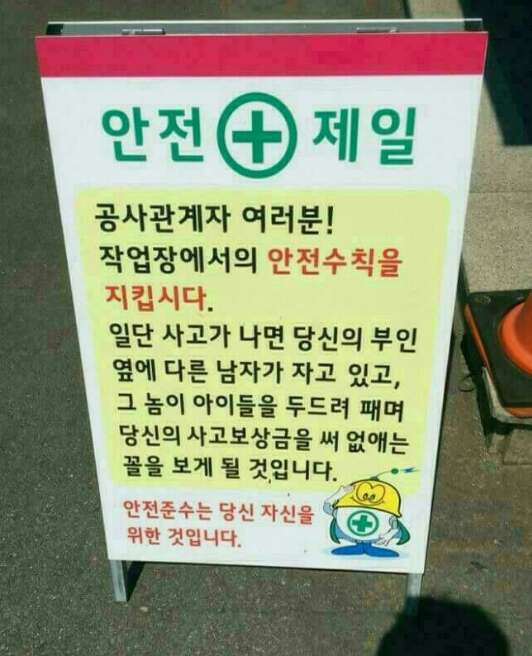 안전 제일
공사관계자 여러분!
작업장에서의 안전수칙을
지킵시다.
일단 사고가 나면 당신의 부인
옆에 다른 남자가 자고 있고,
그 놈이 아이들을 두드려 패며
당신의 사고보상금을 써 없애는
꼴을 보게 될 것입니다.
안전준수는 당신 자신을
위한 것입니다.